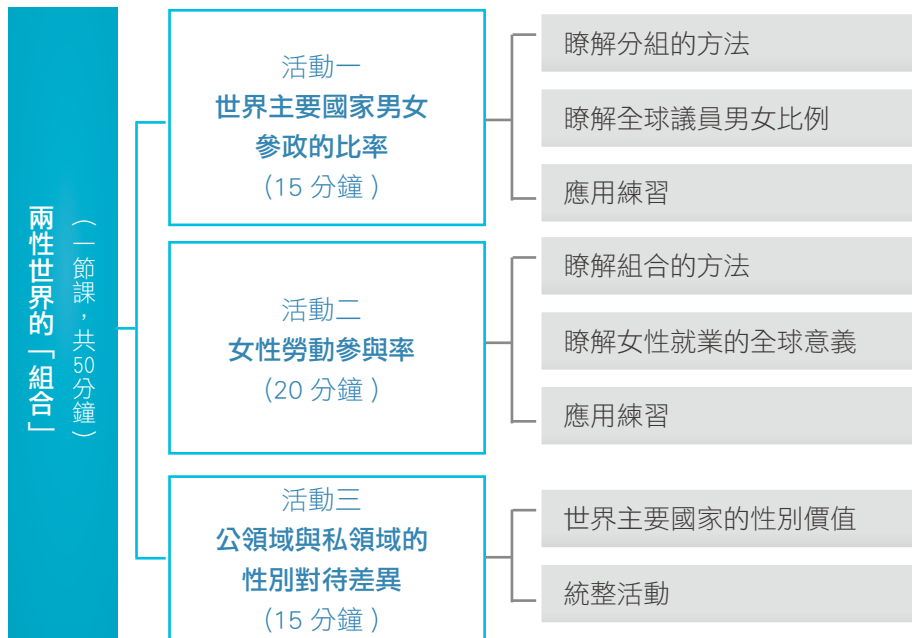 兩性世界的「組合」
（一節課，共50分鐘）
活動一
世界主要國家男女
參政的比率
（15 分鐘）
瞭解分組的方法
瞭解全球議員男女比例
應用練習
活動二
女性勞動參與率
（20 分鐘）
瞭解組合的方法
瞭解女性就業的全球意義
應用練習
活動三
公領域與私領域的
性別對待差異
（15 分鐘）
世界主要國家的性別價值
統整活動